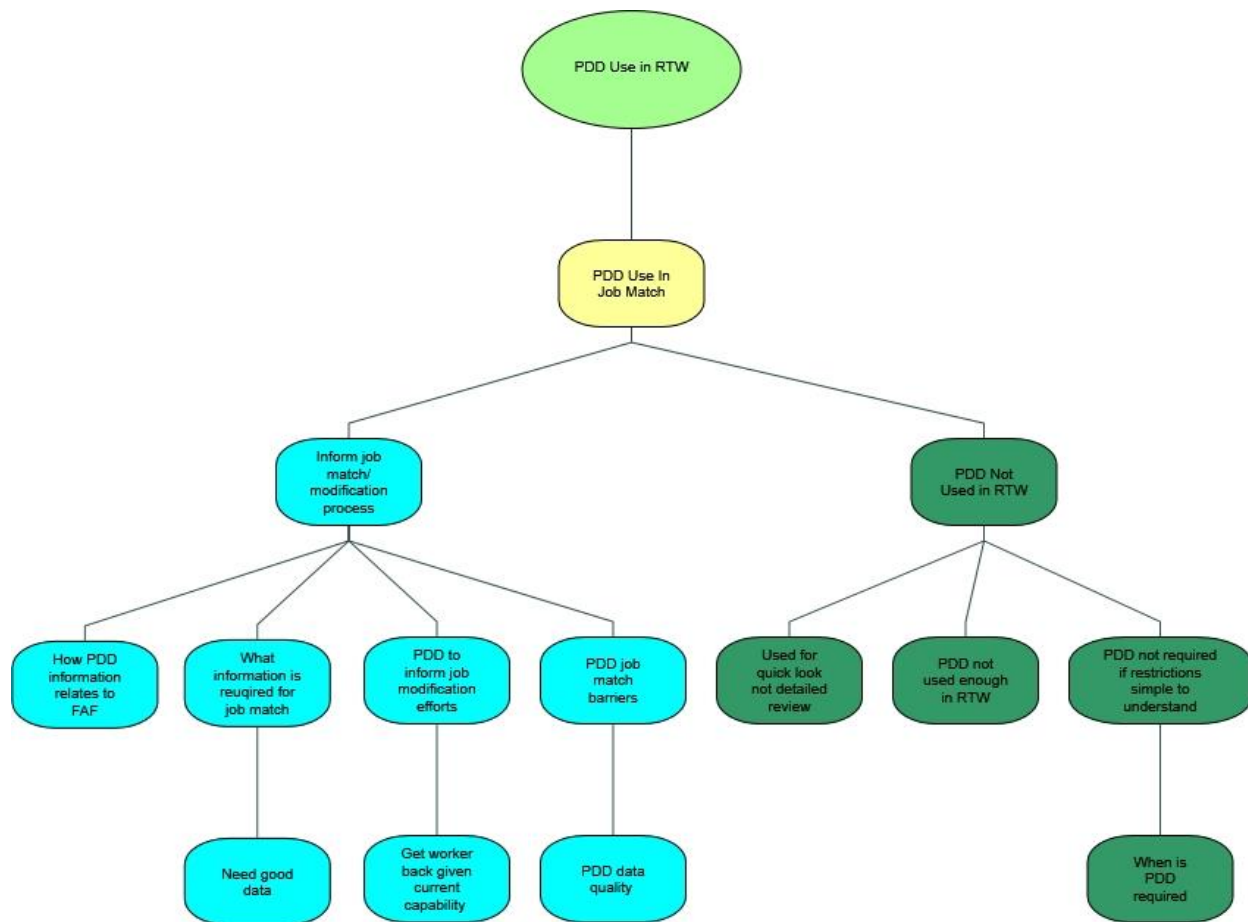 PDD Use in RTW
PDD Use In
Job Match
Inform job
match/
modification
process
PDD Not
Used in RTW
How PDD
information
relates to
FAF
What
information is
reuqired for
job match
PDD to
inform job
modification
efforts
PDD job
match
barriers
Used for
quick look
not detailed
review
PDD not
used enough
in RTW
PDD not required
if restrictions
simple to
understand
Need good
data
Get worker
back given
current
capability
PDD data
quality
When is
PDD
required